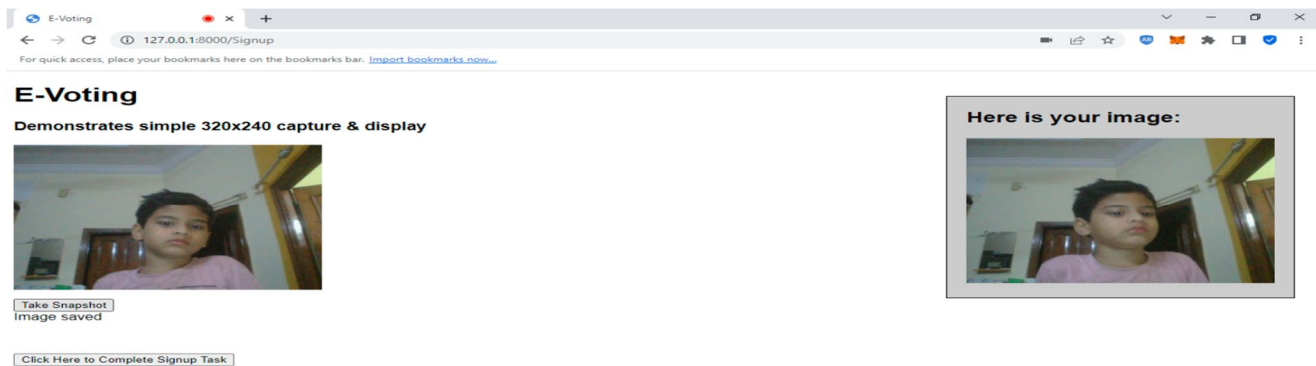 E-Voting
127.0.0.1:8000/Signup
For quick access, place your bookmarks here on the bookmarks bar. Import bookmarks now...
E-Voting
Demonstrates simple 320x240 capture & display
Take Snapshot
Image saved
Click Here to Complete Signup Task
Here is your image: